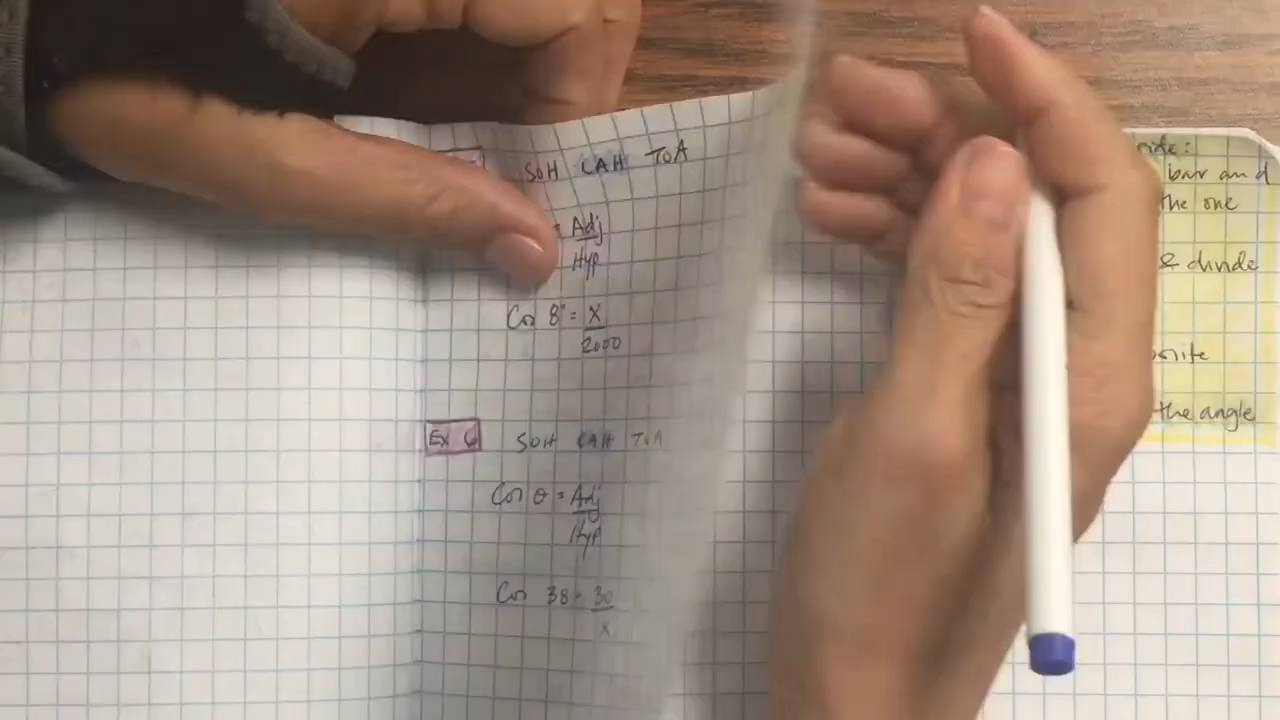 SOH CAH TOA
= Adj
Hyp
Cos 8° = X
2000
Ex 6 SOH CAH TOA
Cos θ = Adj
Hyp
Cos 38 = 30
x
bar and
the one
& divide
the angle